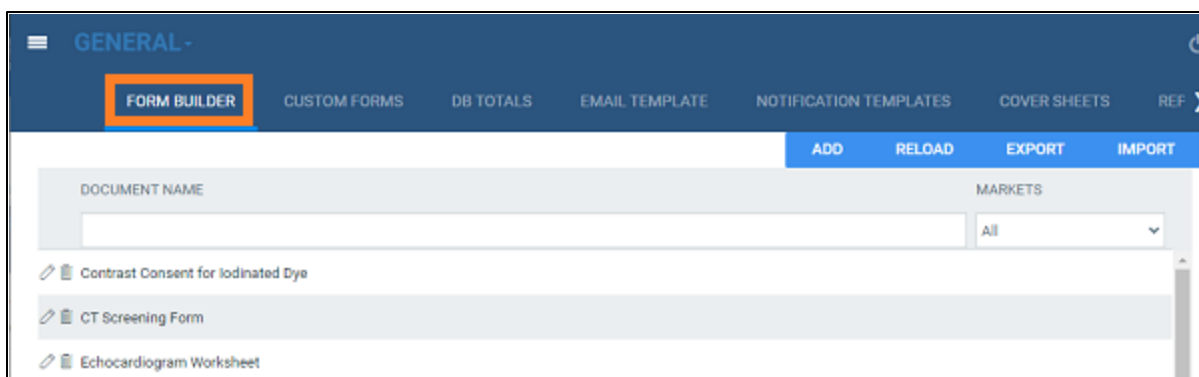 GENERAL
FORM BUILDER CUSTOM FORMS DB TOTALS EMAIL TEMPLATE NOTIFICATION TEMPLATES COVER SHEETS REF
ADD RELOAD EXPORT IMPORT
DOCUMENT NAME MARKETS
All
Contrast Consent for Iodinated Dye
CT Screening Form
Echocardiogram Worksheet